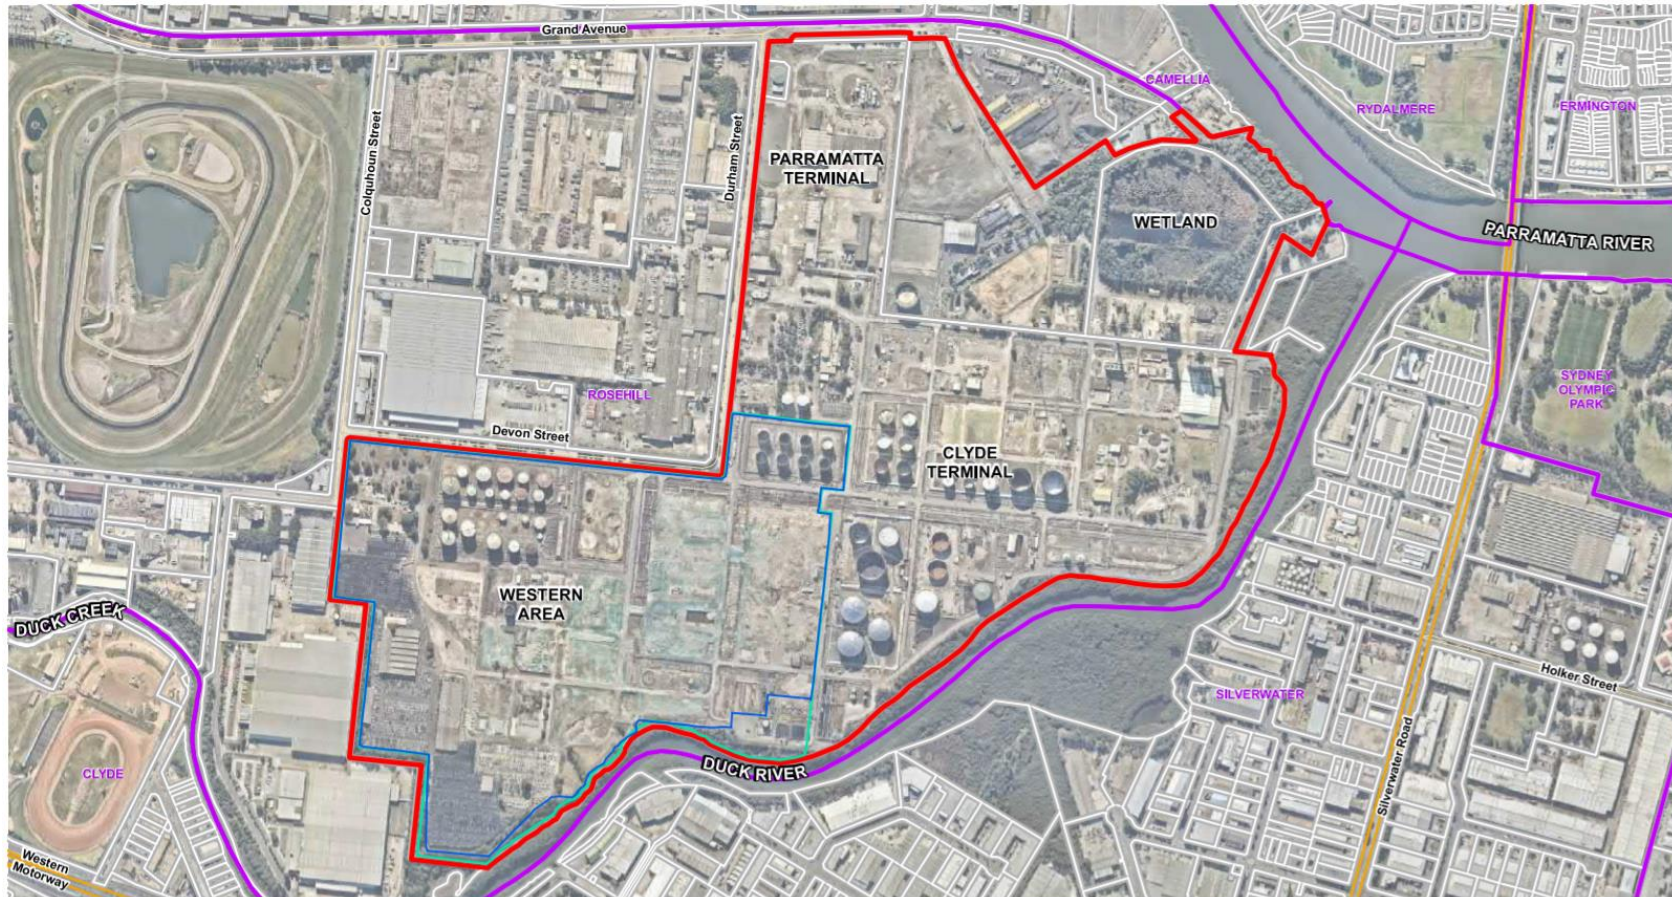 Grand Avenue
CAMELLIA
RYDALMERE
ERMINGTON
Colquhoun Street
Durham Street
PARRAMATTA
TERMINAL
WETLAND
PARRAMATTA RIVER
ROSEHILL
SYDNEY
OLYMPIC
PARK
Devon Street
CLYDE
TERMINAL
WESTERN
AREA
DUCK CREEK
Holker Street
SILVERWATER
Silverwater Road
CLYDE
DUCK RIVER
Western
Motorway